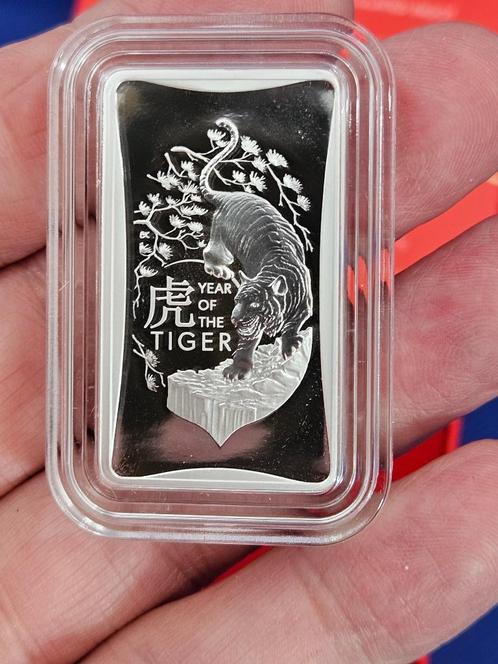 虎
YEAR
OF
THE
TIGER